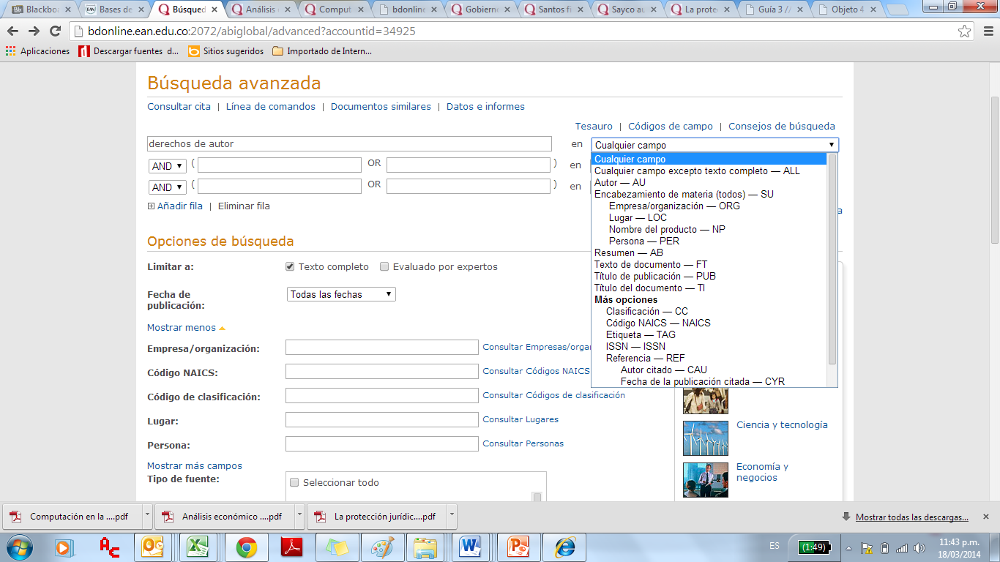 Blackbo
Bases de
Búsqued
Análisis
Comput
bdonline
Gobierne
Santos fi
Sayco au
La prote
Guía 3 //
Objeto 4
bdonline.ean.edu.co:2072/abiglobal/advanced?accountid=34925
Aplicaciones Descargar fuentes d... Sitios sugeridos Importado de Intern...
Búsqueda avanzada
Consultar cita | Línea de comandos | Documentos similares | Datos e informes
Tesauro | Códigos de campo | Consejos de búsqueda
derechos de autor en Cualquier campo
AND ( OR ) en
AND ( OR ) en
Añadir fila | Eliminar fila
Cualquier campo
Cualquier campo excepto texto completo — ALL
Autor — AU
Encabezamiento de materia (todos) — SU
Empresa/organización — ORG
Lugar — LOC
Nombre del producto — NP
Persona — PER
Resumen — AB
Texto de documento — FT
Título de publicación — PUB
Título del documento — TI
Más opciones
Clasificación — CC
Código NAICS — NAICS
Etiqueta — TAG
ISSN — ISSN
Referencia — REF
Autor citado — CAU
Fecha de la publicación citada — CYR
Opciones de búsqueda
Limitar a: Texto completo Evaluado por expertos
Fecha de
publicación: Todas las fechas
Mostrar menos
Empresa/organización: Consultar Empresas/orga
Código NAICS: Consultar Códigos NAICS
Código de clasificación: Consultar Códigos de clasificación
Lugar: Consultar Lugares
Persona: Consultar Personas
Mostrar más campos
Tipo de fuente: Seleccionar todo
Ciencia y tecnología
Economía y
negocios
Computación en la ....pdf Análisis económico ....pdf La protección jurídic....pdf Mostrar todas las descargas...
ES (1:49) 11:43 p.m.
18/03/2014